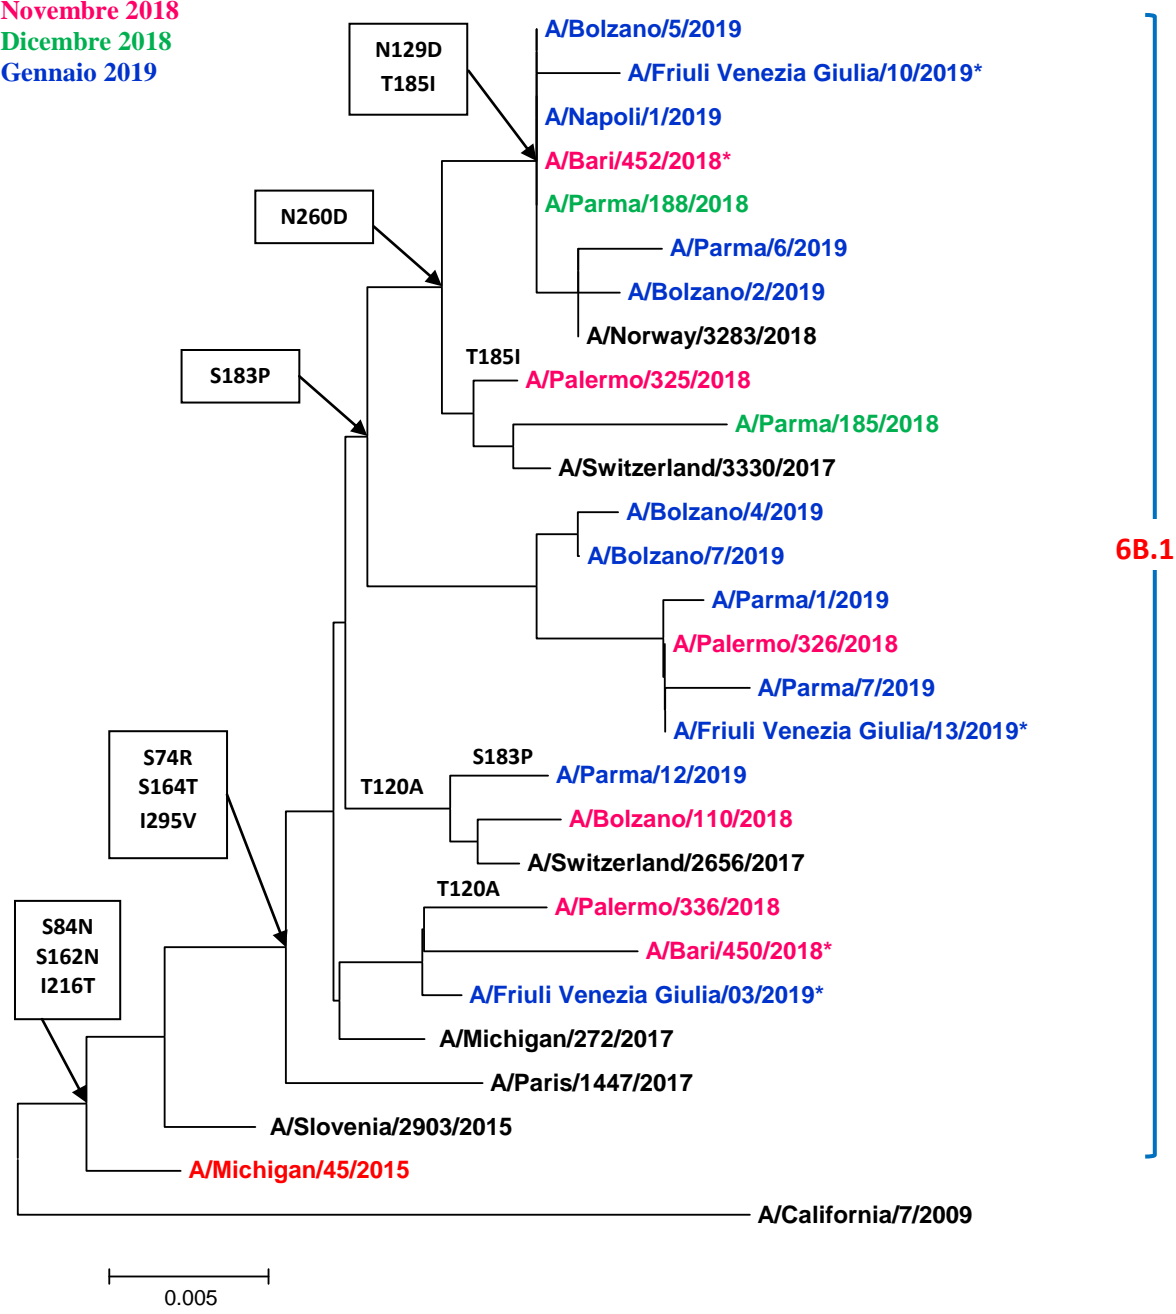 Novembre 2018
Dicembre 2018
Gennaio 2019
N129D
T185I
N260D
S183P
S74R
S164T
I295V
S84N
S162N
I216T
A/Bolzano/5/2019
A/Friuli Venezia Giulia/10/2019*
A/Napoli/1/2019
A/Bari/452/2018*
A/Parma/188/2018
A/Parma/6/2019
A/Bolzano/2/2019
A/Norway/3283/2018
T185I
A/Palermo/325/2018
A/Parma/185/2018
A/Switzerland/3330/2017
A/Bolzano/4/2019
A/Bolzano/7/2019
A/Parma/1/2019
A/Palermo/326/2018
A/Parma/7/2019
A/Friuli Venezia Giulia/13/2019*
S183P
A/Parma/12/2019
T120A
A/Bolzano/110/2018
A/Switzerland/2656/2017
T120A
A/Palermo/336/2018
A/Bari/450/2018*
A/Friuli Venezia Giulia/03/2019*
A/Michigan/272/2017
A/Paris/1447/2017
A/Slovenia/2903/2015
A/Michigan/45/2015
A/California/7/2009
6B.1
0.005